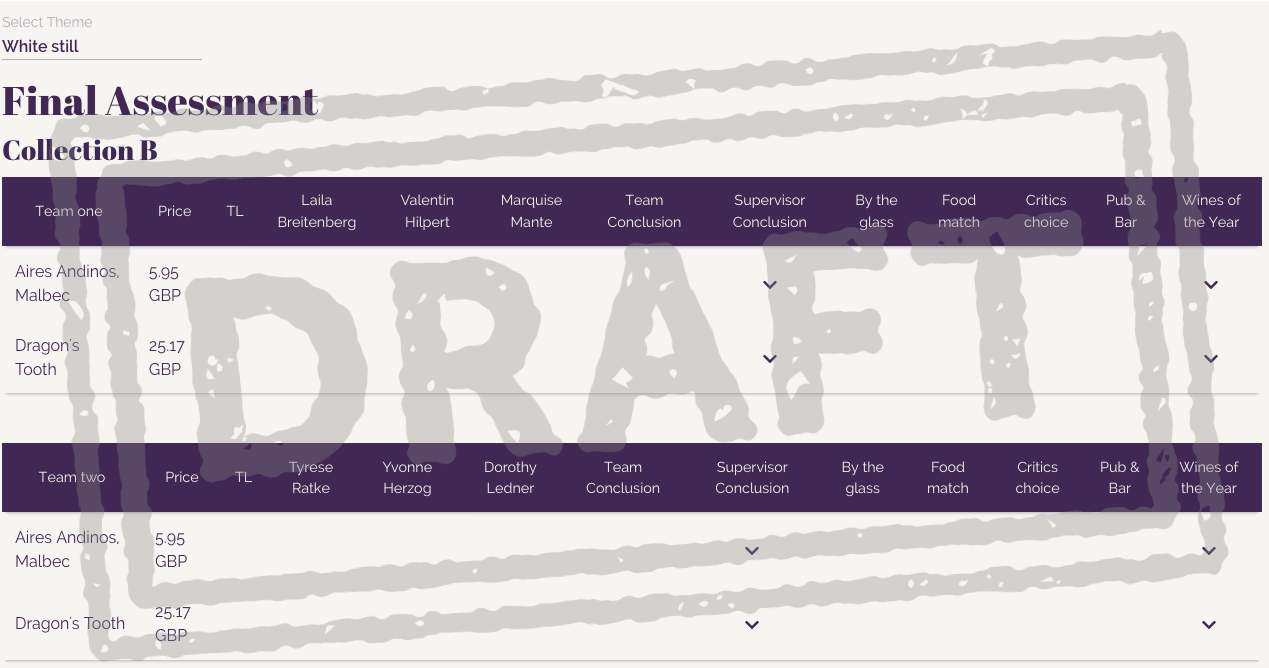 Select Theme
White still
Final Assessment
Collection B
Team one Price TL Laila Breitenberg Valentin Hilpert Marquise Mante Team Conclusion Supervisor Conclusion By the glass Food match Critics choice Pub & Bar Wines of the Year
Aires Andinos, Malbec 5.95 GBP
Dragon's Tooth 25.17 GBP
DRAFT
Team two Price TL Tyrese Ratke Yvonne Herzog Dorothy Ledner Team Conclusion Supervisor Conclusion By the glass Food match Critics choice Pub & Bar Wines of the Year
Aires Andinos, Malbec 5.95 GBP
Dragon's Tooth 25.17 GBP